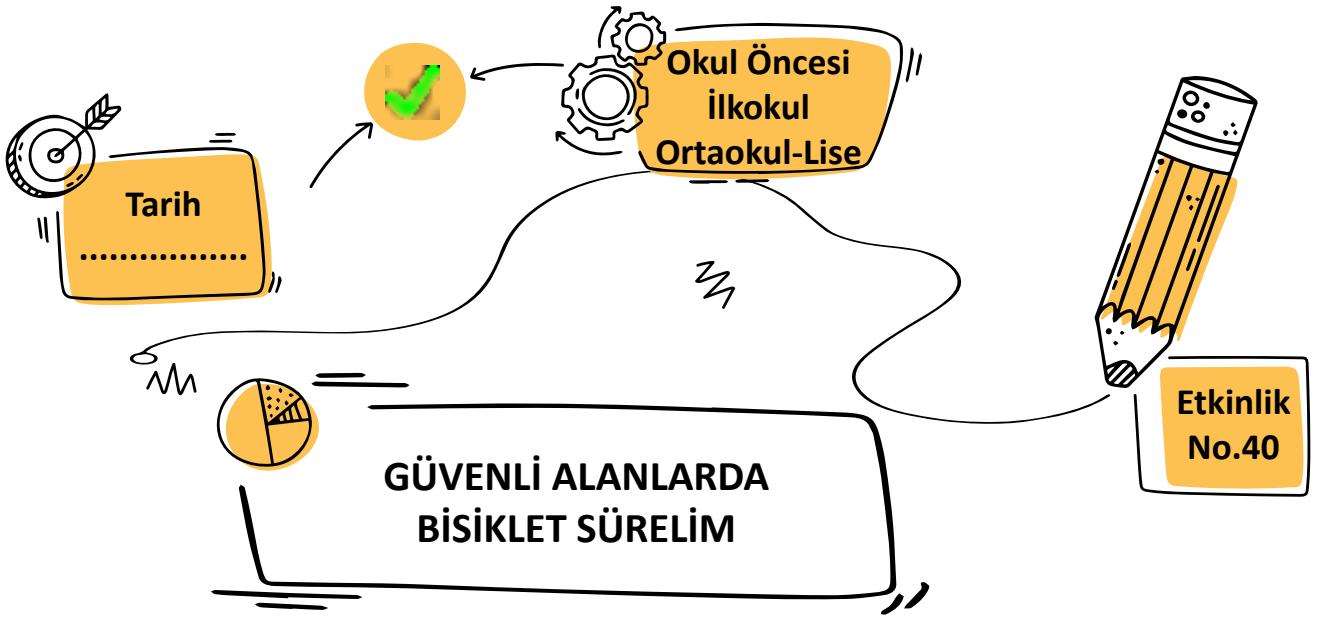 Okul Öncesi
İlkokul
Ortaokul-Lise
Tarih
.................
Etkinlik
No.40
GÜVENLİ ALANLARDA
BİSİKLET SÜRELİM